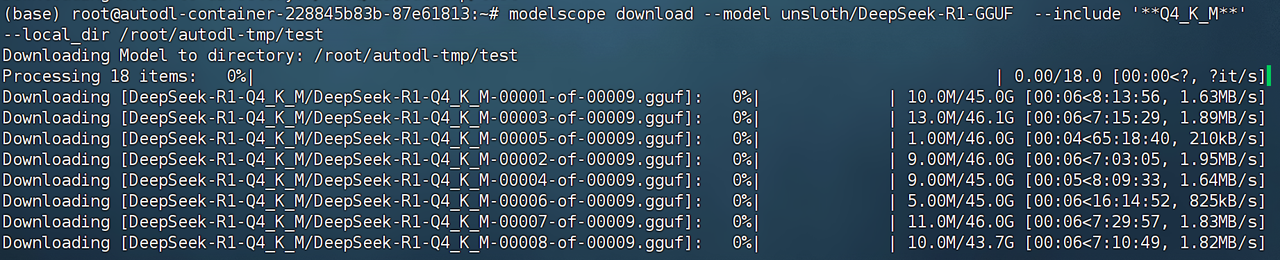 (base) root@autodl-container-228845b83b-87e61813:~# modelscope download --model unsloth/DeepSeek-R1-GGUF  --include '**Q4_K_M**'
--local_dir /root/autodl-tmp/test
Downloading Model to directory: /root/autodl-tmp/test
Processing 18 items:   0%|                    | 0.00/18.0 [00:00<?, ?it/s]
Downloading [DeepSeek-R1-Q4_K_M/DeepSeek-R1-Q4_K_M-00001-of-00009.gguf]:   0%|             | 10.0M/45.0G [00:06<8:13:56, 1.63MB/s]
Downloading [DeepSeek-R1-Q4_K_M/DeepSeek-R1-Q4_K_M-00003-of-00009.gguf]:   0%|             | 13.0M/46.1G [00:06<7:15:29, 1.89MB/s]
Downloading [DeepSeek-R1-Q4_K_M/DeepSeek-R1-Q4_K_M-00005-of-00009.gguf]:   0%|             | 1.00M/46.0G [00:04<65:18:40, 210kB/s]
Downloading [DeepSeek-R1-Q4_K_M/DeepSeek-R1-Q4_K_M-00002-of-00009.gguf]:   0%|             | 9.00M/46.0G [00:06<7:03:05, 1.95MB/s]
Downloading [DeepSeek-R1-Q4_K_M/DeepSeek-R1-Q4_K_M-00004-of-00009.gguf]:   0%|             | 9.00M/45.0G [00:05<8:09:33, 1.64MB/s]
Downloading [DeepSeek-R1-Q4_K_M/DeepSeek-R1-Q4_K_M-00006-of-00009.gguf]:   0%|             | 5.00M/45.0G [00:06<16:14:52, 825kB/s]
Downloading [DeepSeek-R1-Q4_K_M/DeepSeek-R1-Q4_K_M-00007-of-00009.gguf]:   0%|             | 11.0M/46.0G [00:06<7:29:57, 1.83MB/s]
Downloading [DeepSeek-R1-Q4_K_M/DeepSeek-R1-Q4_K_M-00008-of-00009.gguf]:   0%|             | 10.0M/43.7G [00:06<7:10:49, 1.82MB/s]